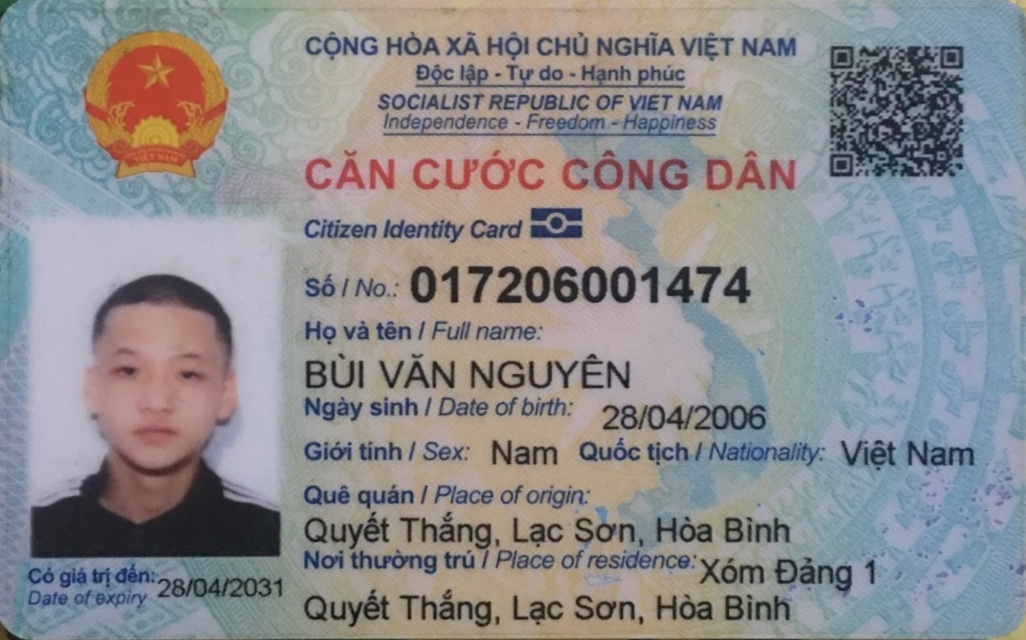 CỘNG HÒA XÃ HỘI CHỦ NGHĨA VIỆT NAM
Độc lập - Tự do - Hạnh phúc
SOCIALIST REPUBLIC OF VIET NAM
Independence - Freedom - Happiness
CĂN CƯỚC CÔNG DÂN
Citizen Identity Card
Số / No.: 017206001474
Họ và tên / Full name:
BÙI VĂN NGUYÊN
Ngày sinh / Date of birth: 28/04/2006
Giới tính / Sex: Nam Quốc tịch / Nationality: Việt Nam
Quê quán / Place of origin:
Quyết Thắng, Lạc Sơn, Hòa Bình
Nơi thường trú / Place of residence: Xóm Đảng 1
Quyết Thắng, Lạc Sơn, Hòa Bình
Có giá trị đến: 28/04/2031
Date of expiry
VIỆT NAM